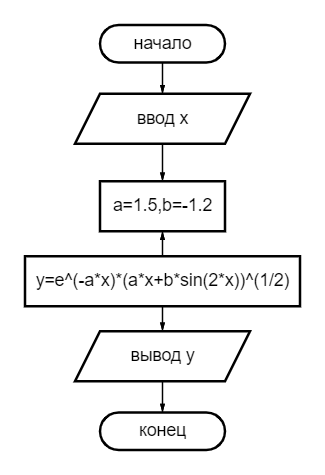 начало
ввод x
a=1.5,b=-1.2
y=e^(-a*x)*(a*x+b*sin(2*x))^(1/2)
вывод y
конец